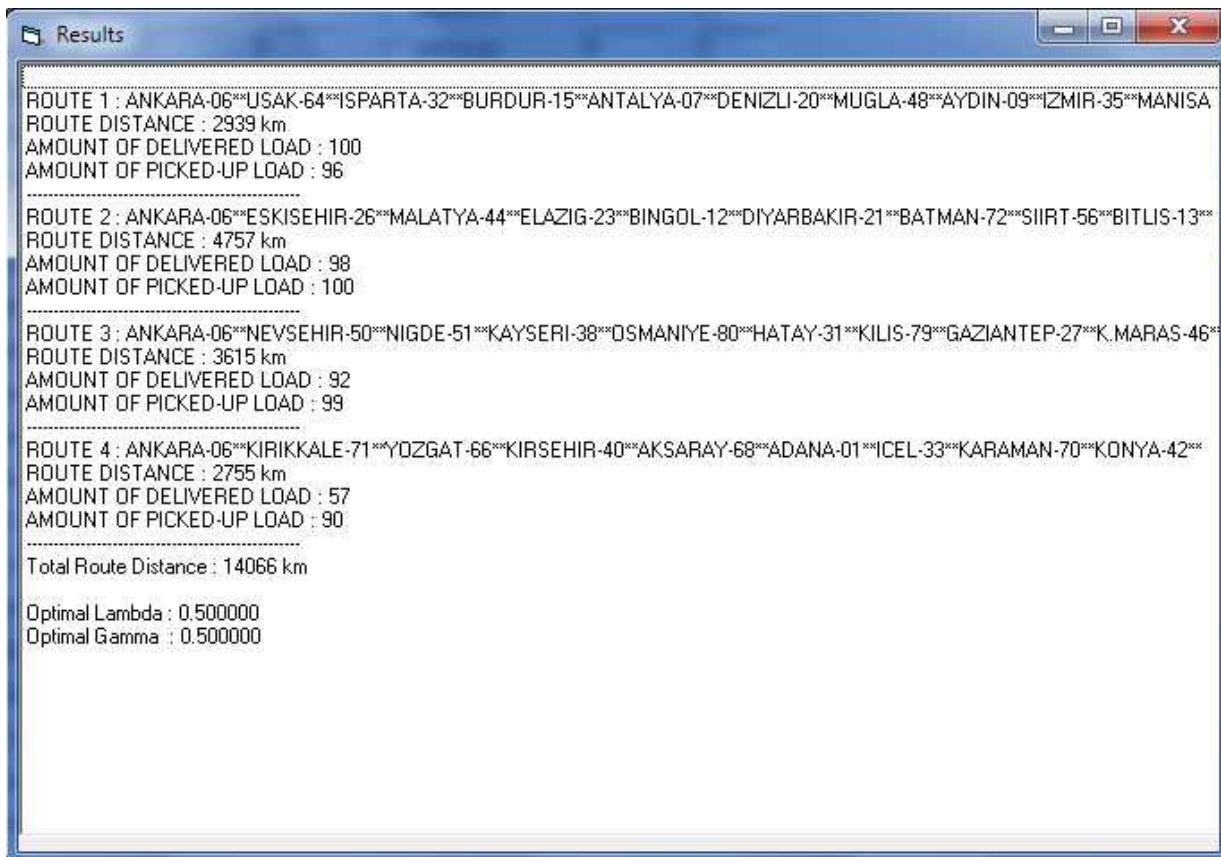 Results
ROUTE 1 : ANKARA-06**USAK-64**ISPARTA-32**BURDUR-15**ANTALYA-07**DENIZLI-20**MUGLA-48**AYDIN-09**IZMIR-35**MANISA
ROUTE DISTANCE : 2939 km
AMOUNT OF DELIVERED LOAD : 100
AMOUNT OF PICKED-UP LOAD : 96
--------------------------------------------------
ROUTE 2 : ANKARA-06**ESKISEHIR-26**MALATYA-44**ELAZIG-23**BINGOL-12**DIYARBAKIR-21**BATMAN-72**SIIRT-56**BITLIS-13**
ROUTE DISTANCE : 4757 km
AMOUNT OF DELIVERED LOAD : 98
AMOUNT OF PICKED-UP LOAD : 100
--------------------------------------------------
ROUTE 3 : ANKARA-06**NEVSEHIR-50**NIGDE-51**KAYSERI-38**OSMANIYE-80**HATAY-31**KILIS-79**GAZIANTEP-27**K.MARAS-46*
ROUTE DISTANCE : 3615 km
AMOUNT OF DELIVERED LOAD : 92
AMOUNT OF PICKED-UP LOAD : 99
--------------------------------------------------
ROUTE 4 : ANKARA-06**KIRIKKALE-71**YOZGAT-66**KIRSEHIR-40**AKSARAY-68**ADANA-01**ICEL-33**KARAMAN-70**KONYA-42**
ROUTE DISTANCE : 2755 km
AMOUNT OF DELIVERED LOAD : 57
AMOUNT OF PICKED-UP LOAD : 90
--------------------------------------------------
Total Route Distance : 14066 km
Optimal Lambda : 0.500000
Optimal Gamma : 0.500000